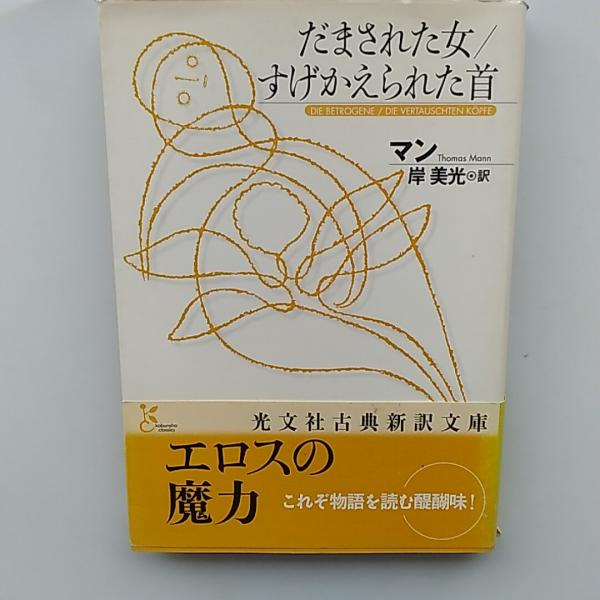 だまされた女/
すげかえられた首
DIE BETROGENE / DIE VERTAUSCHTEN KÖPFE
マン Thomas Mann
岸 美光◎訳
kobunsha
classics
光文社古典新訳文庫
エロスの
魔力
これぞ物語を読む醍醐味!